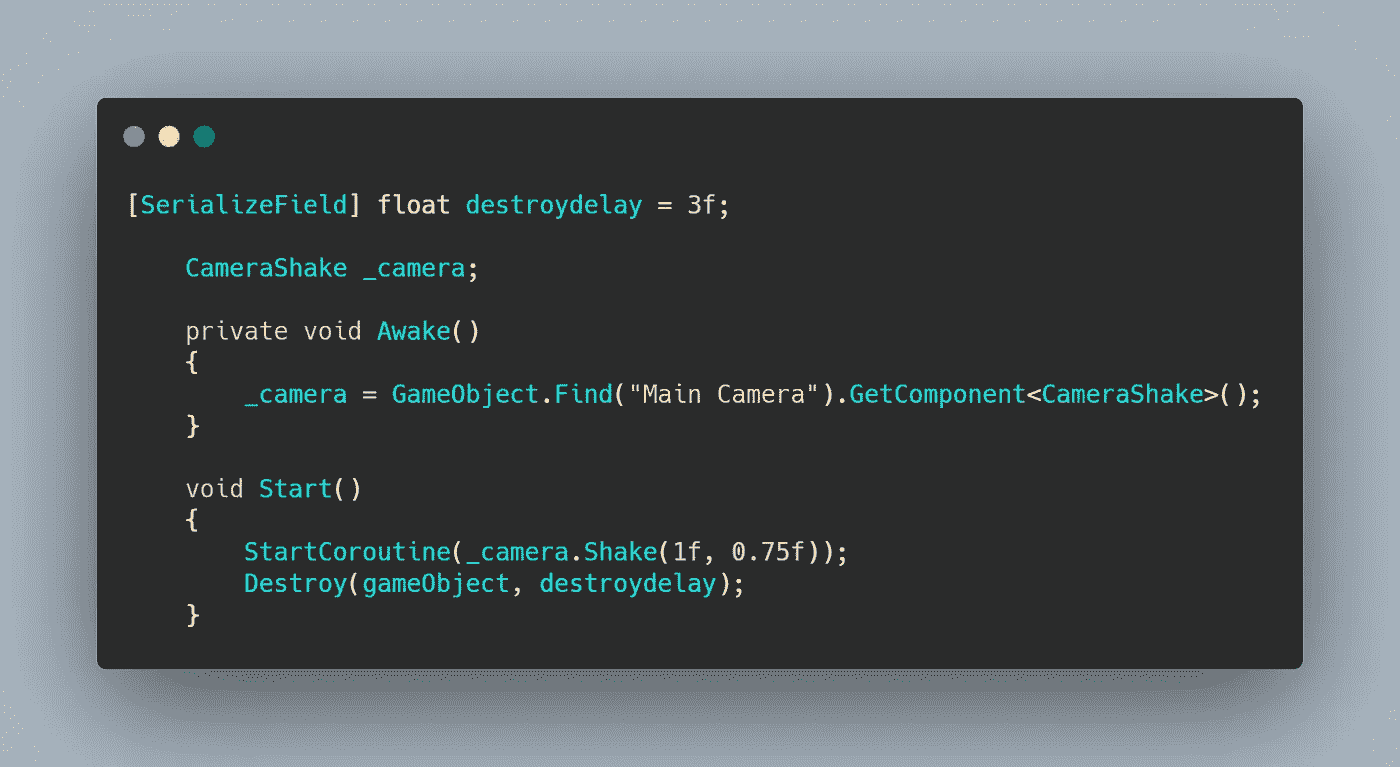 [SerializeField] float destroydelay = 3f;
    CameraShake _camera;
    private void Awake()
    {
        _camera = GameObject.Find("Main Camera").GetComponent<CameraShake>();
    }
    void Start()
    {
        StartCoroutine(_camera.Shake(1f, 0.75f));
        Destroy(gameObject, destroydelay);
    }